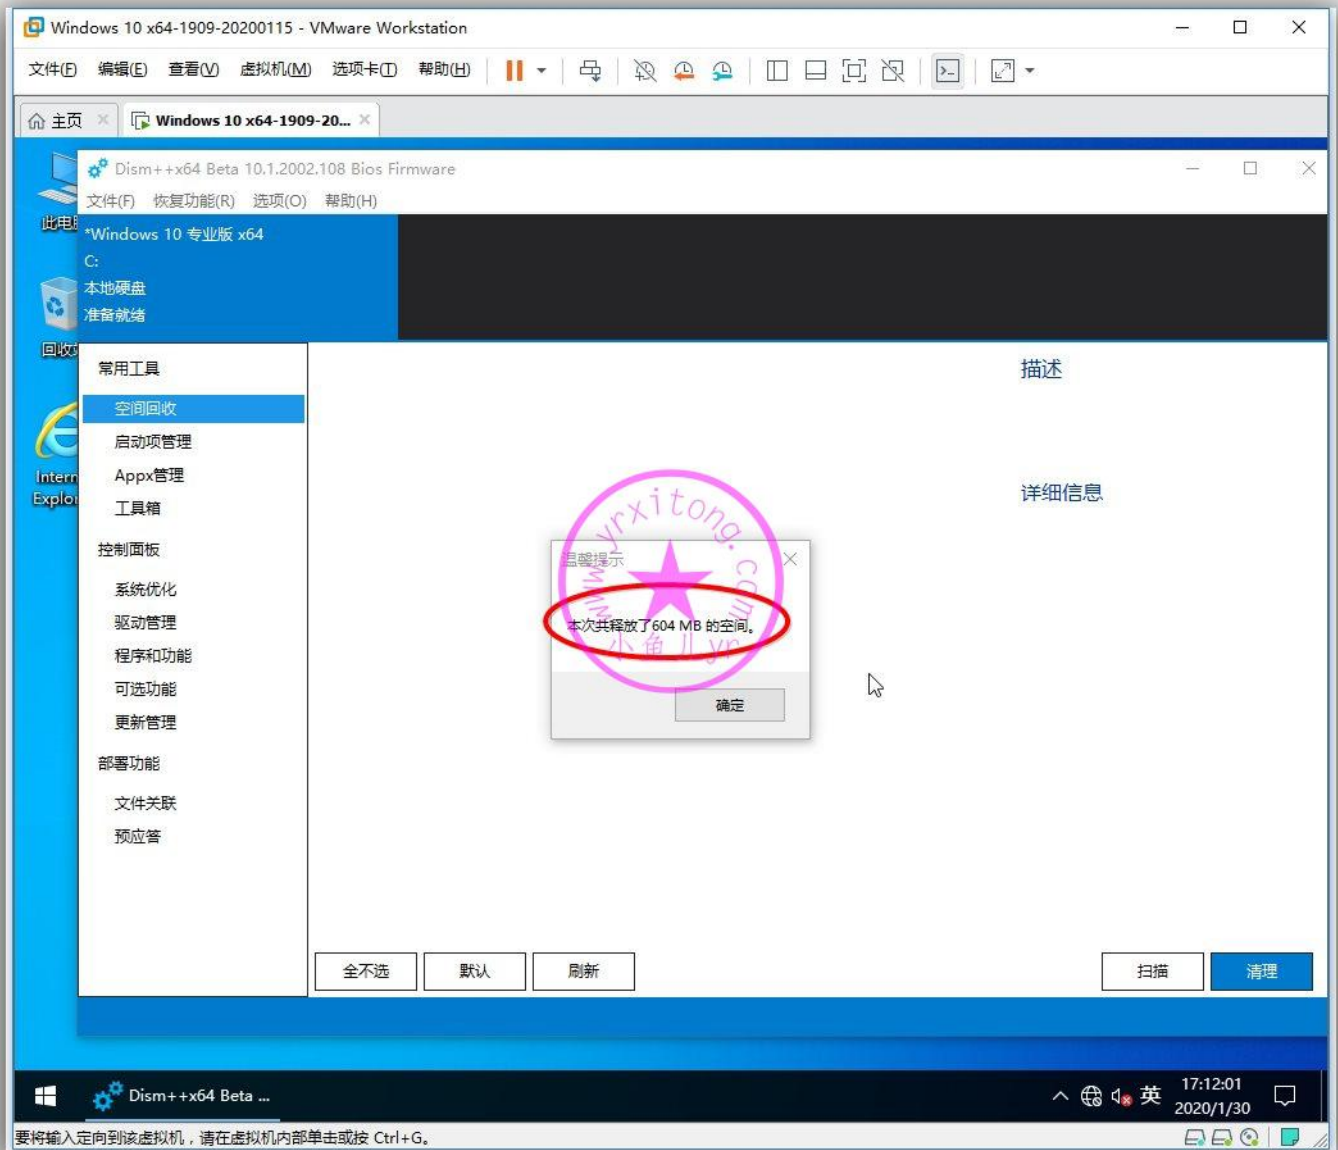 Windows 10 x64-1909-20200115 - VMware Workstation
文件(F) 编辑(E) 查看(V) 虚拟机(M) 选项卡(T) 帮助(H)
主页 Windows 10 x64-1909-20...
Dism++x64 Beta 10.1.2002.108 Bios Firmware
文件(F) 恢复功能(R) 选项(O) 帮助(H)
此电
*Windows 10 专业版 x64
C:
本地硬盘
准备就绪
回收
常用工具
空间回收
启动项管理
Appx管理
工具箱
控制面板
系统优化
驱动管理
程序和功能
可选功能
更新管理
部署功能
文件关联
预应答
Intern
Explo
描述
详细信息
www.yrxitong.com
温馨提示
本次共释放了604 MB 的空间。
小鱼儿yr
确定
全不选 默认 刷新 扫描 清理
Dism++x64 Beta ...
英
17:12:01
2020/1/30
要将输入定向到该虚拟机，请在虚拟机内部单击或按 Ctrl+G。